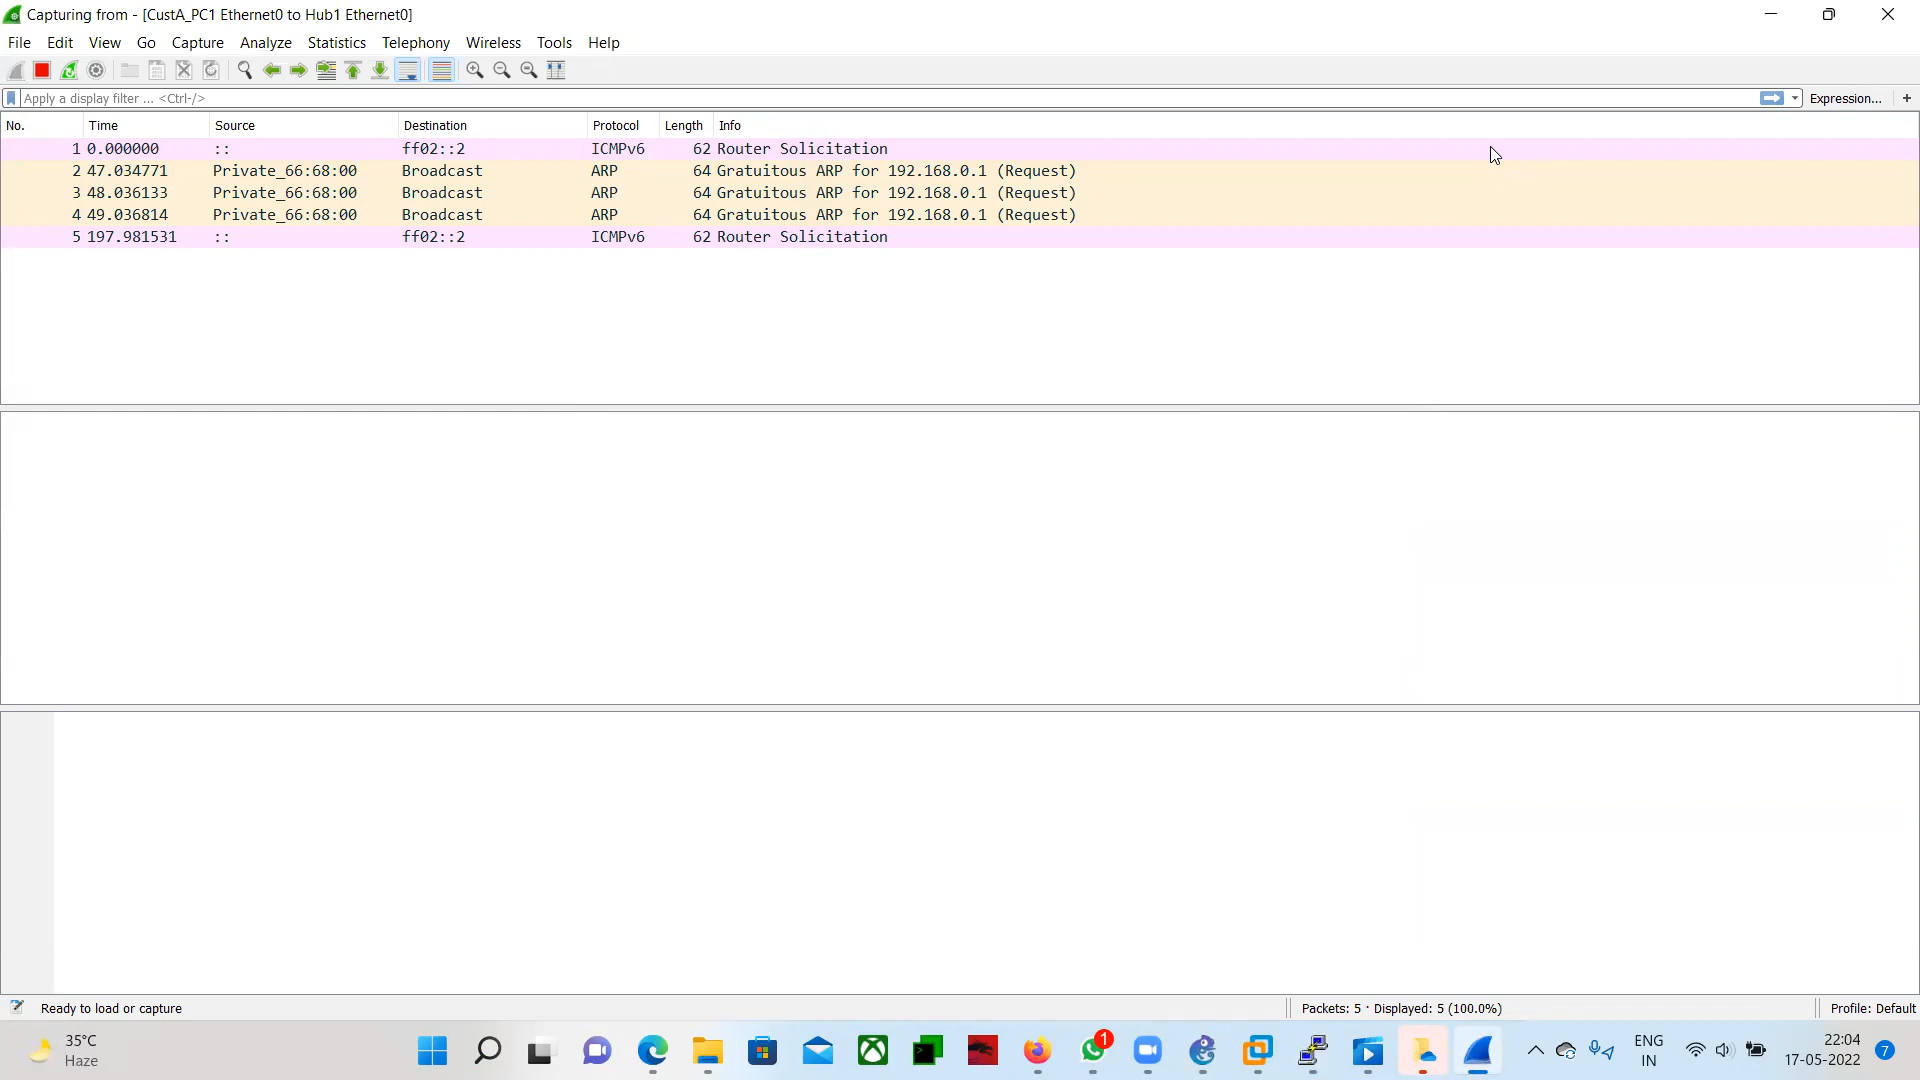 Capturing from - [CustA_PC1 Ethernet0 to Hub1 Ethernet0]
File Edit View Go Capture Analyze Statistics Telephony Wireless Tools Help
Apply a display filter ... <Ctrl-/> Expression... +
No. Time Source Destination Protocol Length Info
1 0.000000 :: ff02::2 ICMPv6 62 Router Solicitation
2 47.034771 Private_66:68:00 Broadcast ARP 64 Gratuitous ARP for 192.168.0.1 (Request)
3 48.036133 Private_66:68:00 Broadcast ARP 64 Gratuitous ARP for 192.168.0.1 (Request)
4 49.036814 Private_66:68:00 Broadcast ARP 64 Gratuitous ARP for 192.168.0.1 (Request)
5 197.981531 :: ff02::2 ICMPv6 62 Router Solicitation
Ready to load or capture Packets: 5 · Displayed: 5 (100.0%) Profile: Default
35°C
Haze
1
ENG
IN
22:04
17-05-2022
7